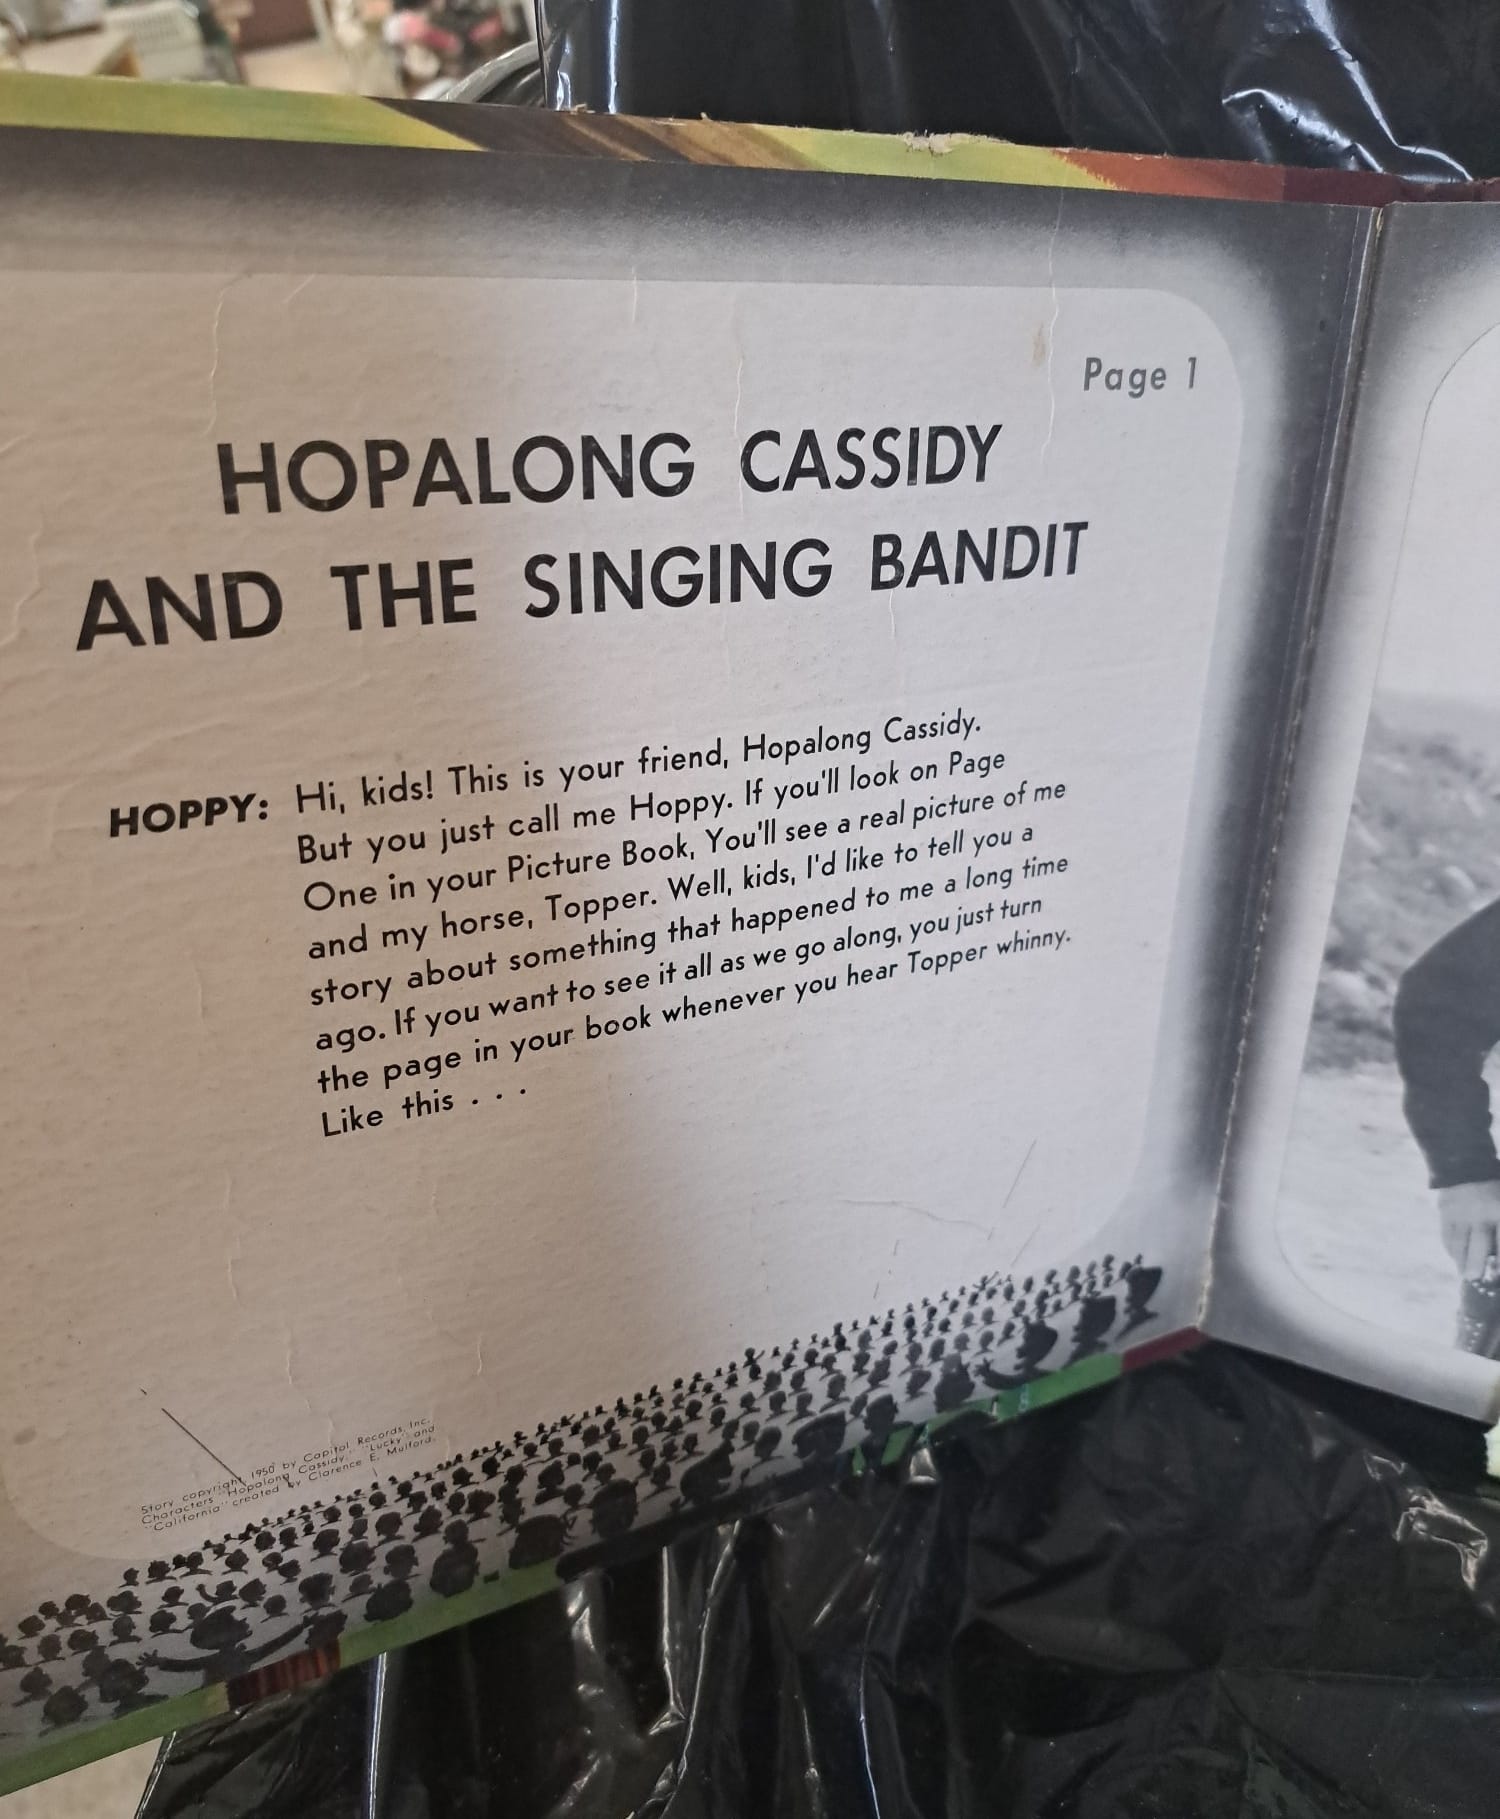 Page 1
HOPALONG CASSIDY
AND THE SINGING BANDIT
HOPPY: Hi, kids! This is your friend, Hopalong Cassidy.
But you just call me Hoppy. If you'll look on Page
One in your Picture Book, You'll see a real picture of me
and my horse, Topper. Well, kids, I'd like to tell you a
story about something that happened to me a long time
ago. If you want to see it all as we go along, you just turn
the page in your book whenever you hear Topper whinny.
Like this . . .
Story copyright 1950 by Capitol Records, Inc.
Characters "Hopalong Cassidy," "Lucky" and
"California" created by Clarence E. Mulford.